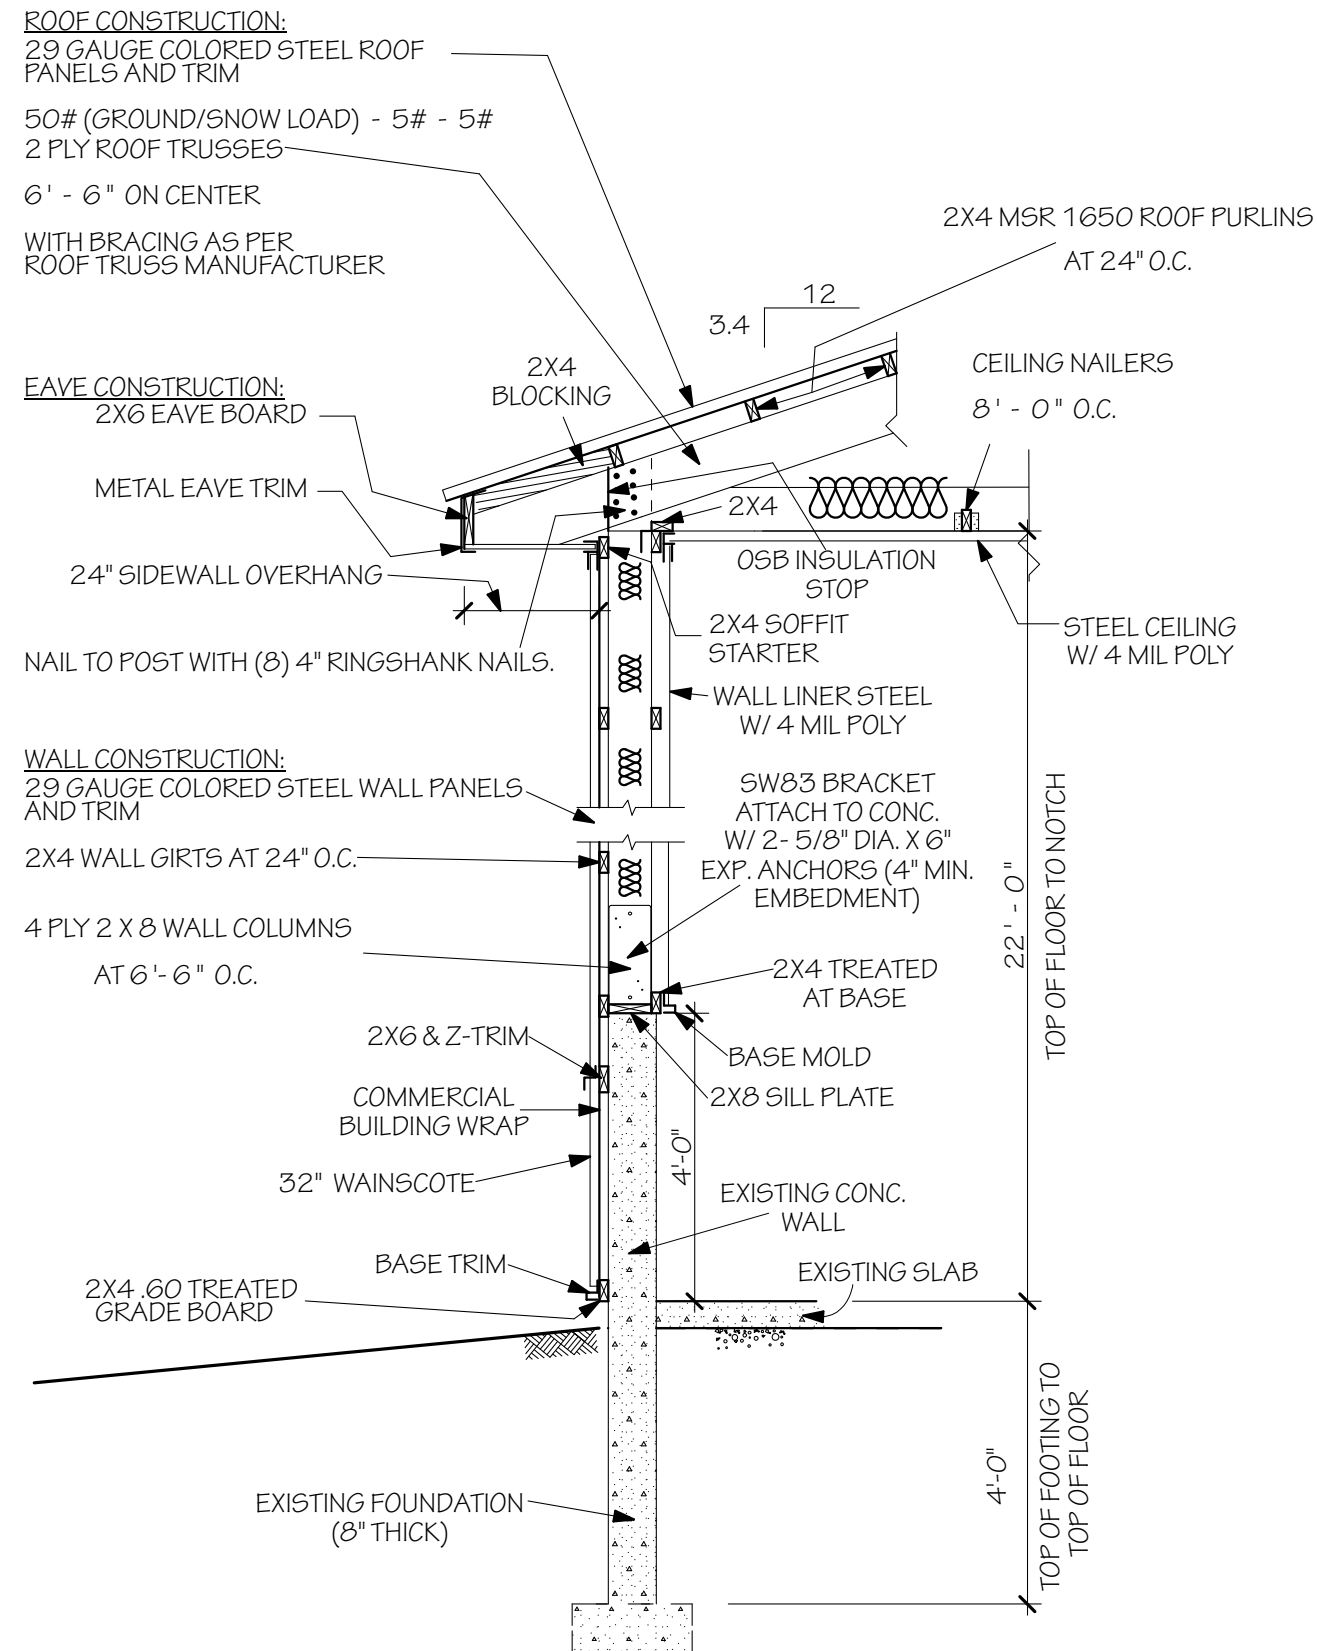 ROOF CONSTRUCTION:
29 GAUGE COLORED STEEL ROOF
PANELS AND TRIM
50# (GROUND/SNOW LOAD) - 5# - 5#
2 PLY ROOF TRUSSES
6' - 6" ON CENTER
WITH BRACING AS PER
ROOF TRUSS MANUFACTURER
2X4 MSR 1650 ROOF PURLINS
AT 24" O.C.
12
3.4
2X4
BLOCKING
CEILING NAILERS
8' - 0" O.C.
EAVE CONSTRUCTION:
2X6 EAVE BOARD
METAL EAVE TRIM
2X4
OSB INSULATION
STOP
24" SIDEWALL OVERHANG
2X4 SOFFIT
STARTER
STEEL CEILING
W/ 4 MIL POLY
NAIL TO POST WITH (8) 4" RINGSHANK NAILS.
WALL LINER STEEL
W/ 4 MIL POLY
WALL CONSTRUCTION:
29 GAUGE COLORED STEEL WALL PANELS
AND TRIM
SW83 BRACKET
ATTACH TO CONC.
W/ 2- 5/8" DIA. X 6"
EXP. ANCHORS (4" MIN.
EMBEDMENT)
2X4 WALL GIRTS AT 24" O.C.
4 PLY 2 X 8 WALL COLUMNS
AT 6'- 6" O.C.
22' - 0"
TOP OF FLOOR TO NOTCH
2X4 TREATED
AT BASE
2X6 & Z-TRIM
BASE MOLD
2X8 SILL PLATE
COMMERCIAL
BUILDING WRAP
4'-0"
32" WAINSCOTE
EXISTING CONC.
WALL
BASE TRIM
EXISTING SLAB
2X4 .60 TREATED
GRADE BOARD
4'-0"
TOP OF FOOTING TO
TOP OF FLOOR
EXISTING FOUNDATION
(8" THICK)